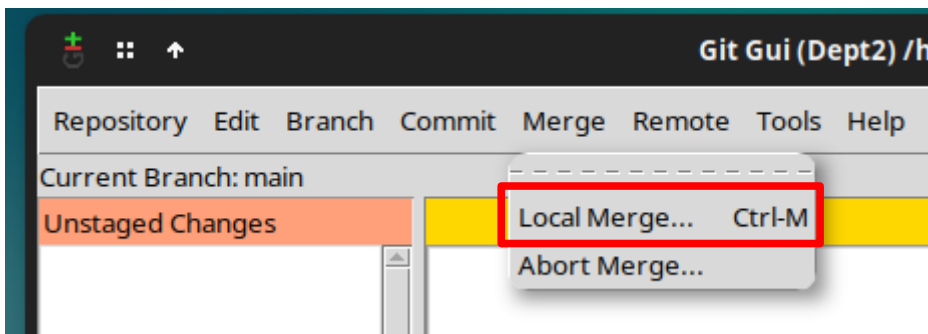 Git Gui (Dept2) /h
Repository Edit Branch Commit Merge Remote Tools Help
Current Branch: main
Unstaged Changes
Local Merge... Ctrl-M
Abort Merge...